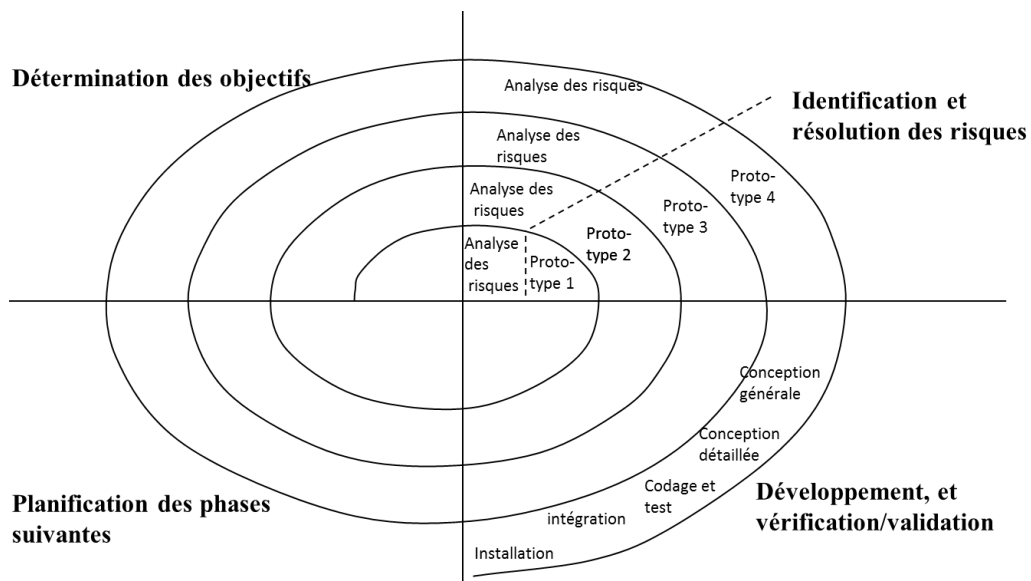 Détermination des objectifs
Analyse des risques
Identification et
résolution des risques
Analyse des
risques
Proto-
type 4
Analyse des
risques
Proto-
type 3
Proto-
type 2
Analyse
des
risques
Proto-
type 1
Conception
générale
Conception
détaillée
Codage et
test
intégration
Installation
Planification des phases
suivantes
Développement, et
vérification/validation